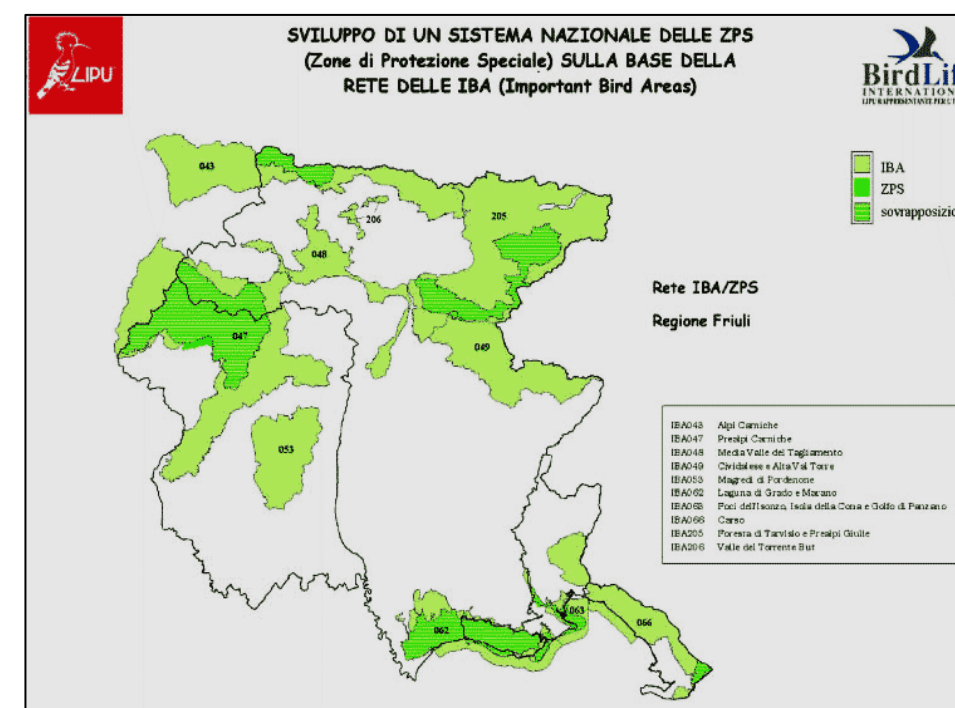 LIPU
SVILUPPO DI UN SISTEMA NAZIONALE DELLE ZPS
(Zone di Protezione Speciale) SULLA BASE DELLA
RETE DELLE IBA (Important Bird Areas)
BirdLif
INTERNATION
IBA
ZPS
sovrapposizio
043
206
205
048
047
049
053
062
063
066
Rete IBA/ZPS
Regione Friuli
IBA043 Alpi Carniche
IBA047 Prealpi Carniche
IBA048 Media Valle del Tagliamento
IBA049 Cividalese e Alta Val Torre
IBA053 Magredi di Pordenone
IBA062 Laguna di Grado e Marano
IBA063 Foci dell'Isonzo, Isola della Cona e Golfo di Panzano
IBA066 Carso
IBA205 Foresta di Tarvisio e Prealpi Giulie
IBA206 Valle del Torrente But